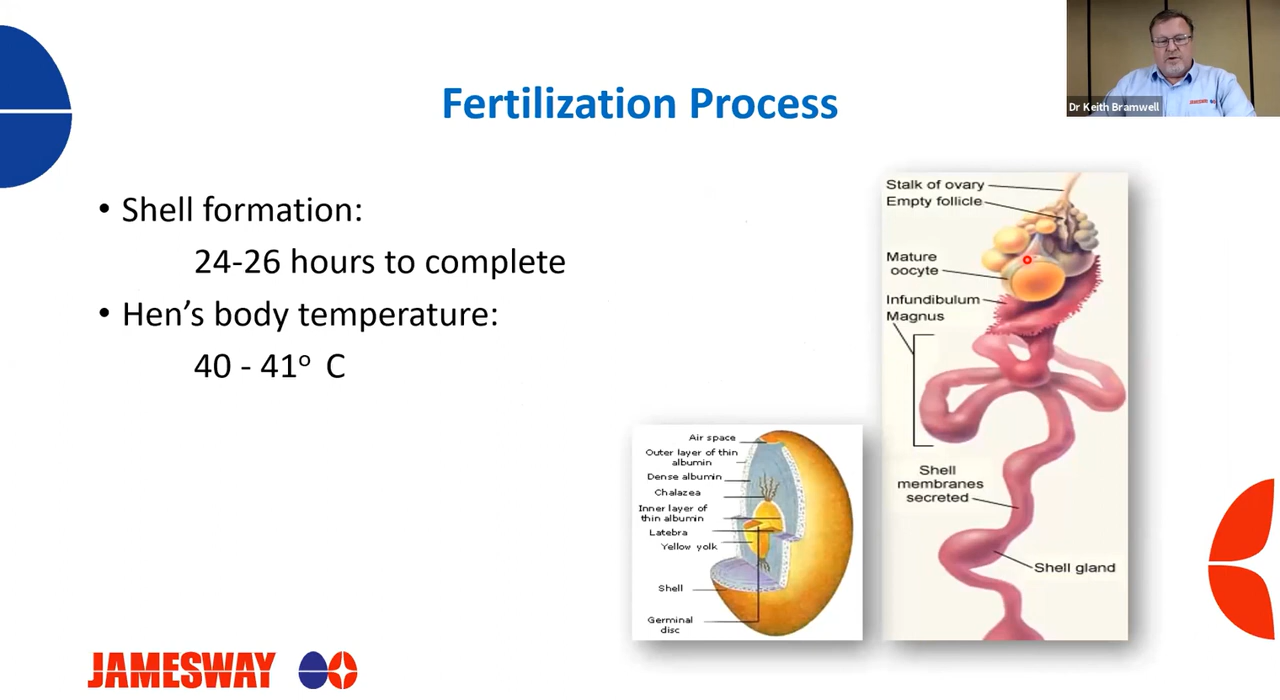 Dr Keith Bramwell
JAMESWAY
Fertilization Process
• Shell formation:
24-26 hours to complete
• Hen's body temperature:
40 - 41º C
Air space
Outer layer of thin
albumin
Dense albumin
Chalazea
Inner layer of
thin albumin
Latebra
Yellow yolk
Shell
Germinal
disc
Stalk of ovary
Empty follicle
Mature
oocyte
Infundibulum
Magnus
Shell
membranes
secreted
Shell gland
JAMESWAY